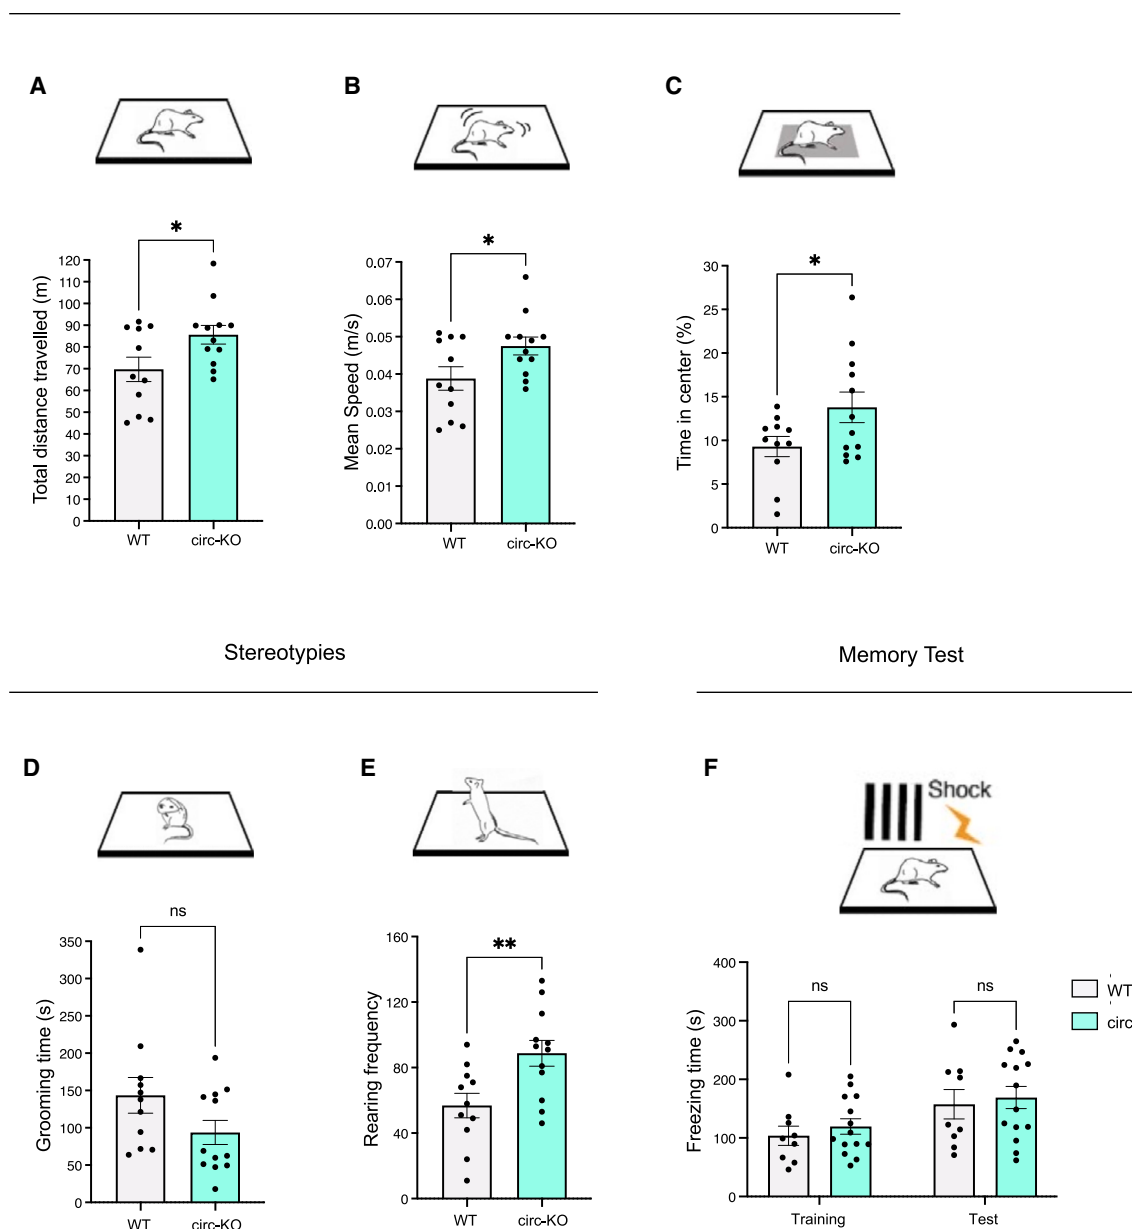 A B C
* * *
Total distance travelled (m)
120
110
100
90
80
70
60
50
40
30
20
10
0
WT circ-KO
Mean Speed (m/s)
0.07
0.06
0.05
0.04
0.03
0.02
0.01
0.00
WT circ-KO
Time in center (%)
30
25
20
15
10
5
0
WT circ-KO
Stereotypies Memory Test
D E F
Shock
ns
Grooming time (s)
350
300
250
200
150
100
50
0
WT circ-KO
**
Rearing frequency
160
120
80
40
0
WT circ-KO
ns ns
Freezing time (s)
400
300
200
100
0
Training Test
WT
circ